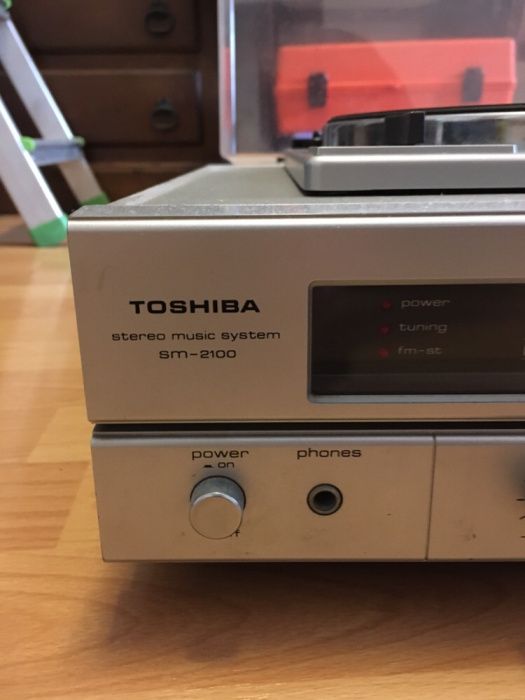 TOSHIBA
stereo music system
SM-2100
power
tuning
fm-st
power
on
phones